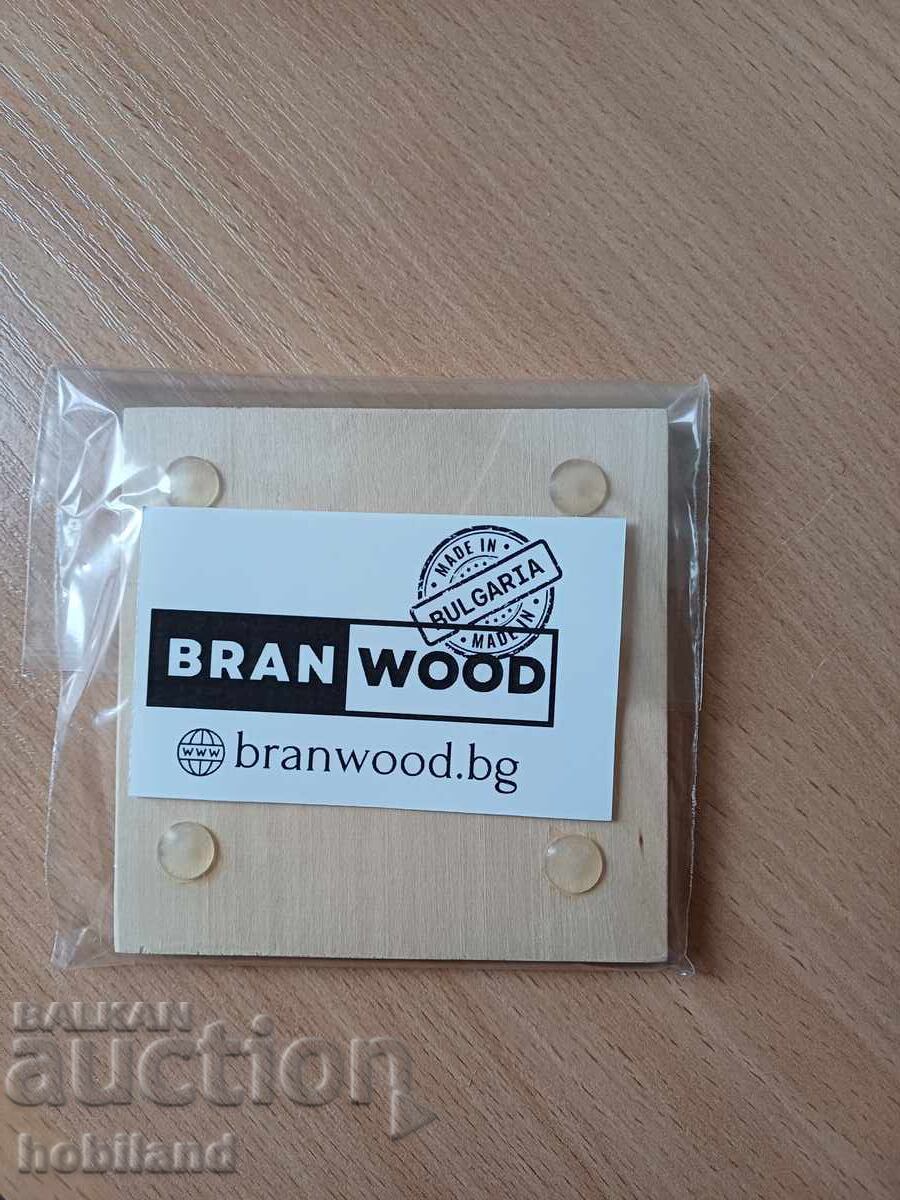 MADE IN
BULGARIA
MADE IN
BRAN WOOD
www branwood.bg
BALKAN
auction
hobiland